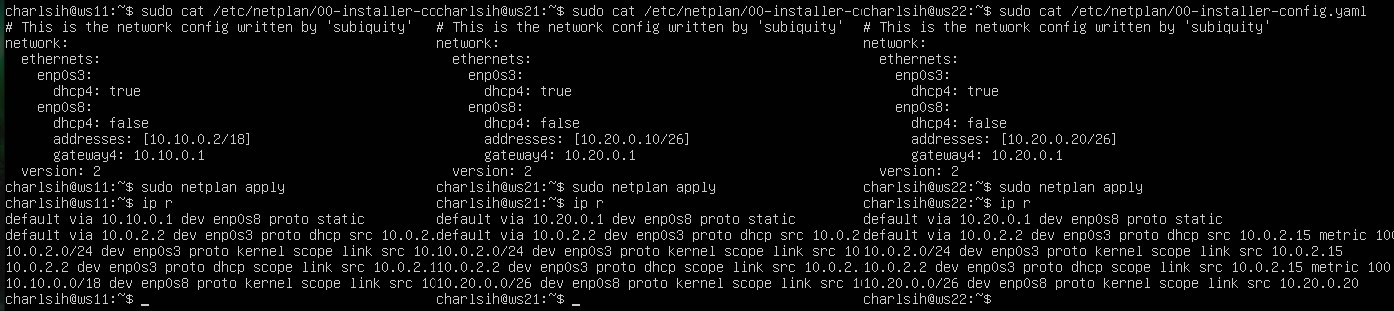 charlsih@ws11:~$ sudo cat /etc/netplan/00-installer-co
# This is the network config written by 'subiquity'
network:
  ethernets:
    enp0s3:
      dhcp4: true
    enp0s8:
      dhcp4: false
      addresses: [10.10.0.2/18]
      gateway4: 10.10.0.1
  version: 2
charlsih@ws11:~$ sudo netplan apply
charlsih@ws11:~$ ip r
default via 10.10.0.1 dev enp0s8 proto static
default via 10.0.2.2 dev enp0s3 proto dhcp src 10.0.2.
10.0.2.0/24 dev enp0s3 proto kernel scope link src 10.
10.0.2.2 dev enp0s3 proto dhcp scope link src 10.0.2.1
10.10.0.0/18 dev enp0s8 proto kernel scope link src 10
charlsih@ws11:~$ _
charlsih@ws21:~$ sudo cat /etc/netplan/00-installer-c
# This is the network config written by 'subiquity'
network:
  ethernets:
    enp0s3:
      dhcp4: true
    enp0s8:
      dhcp4: false
      addresses: [10.20.0.10/26]
      gateway4: 10.20.0.1
  version: 2
charlsih@ws21:~$ sudo netplan apply
charlsih@ws21:~$ ip r
default via 10.20.0.1 dev enp0s8 proto static
default via 10.0.2.2 dev enp0s3 proto dhcp src 10.0.2
10.0.2.0/24 dev enp0s3 proto kernel scope link src 10
10.0.2.2 dev enp0s3 proto dhcp scope link src 10.0.2.
10.20.0.0/26 dev enp0s8 proto kernel scope link src 1
charlsih@ws21:~$ _
charlsih@ws22:~$ sudo cat /etc/netplan/00-installer-config.yaml
# This is the network config written by 'subiquity'
network:
  ethernets:
    enp0s3:
      dhcp4: true
    enp0s8:
      dhcp4: false
      addresses: [10.20.0.20/26]
      gateway4: 10.20.0.1
  version: 2
charlsih@ws22:~$ sudo netplan apply
charlsih@ws22:~$ ip r
default via 10.20.0.1 dev enp0s8 proto static
default via 10.0.2.2 dev enp0s3 proto dhcp src 10.0.2.15 metric 100
10.0.2.0/24 dev enp0s3 proto kernel scope link src 10.0.2.15
10.0.2.2 dev enp0s3 proto dhcp scope link src 10.0.2.15 metric 100
10.20.0.0/26 dev enp0s8 proto kernel scope link src 10.20.0.20
charlsih@ws22:~$